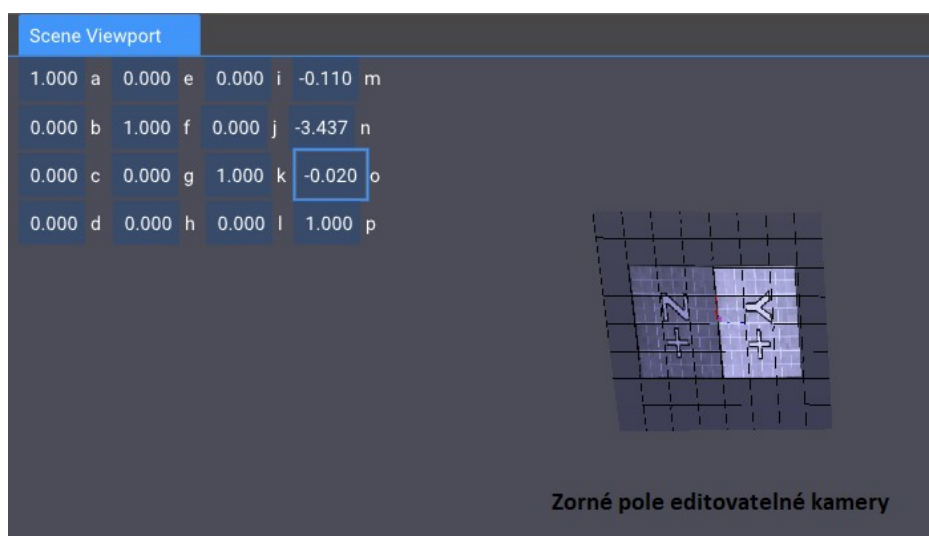 Scene Viewport
1.000 a 0.000 e 0.000 i -0.110 m
0.000 b 1.000 f 0.000 j -3.437 n
0.000 c 0.000 g 1.000 k -0.020 o
0.000 d 0.000 h 0.000 l 1.000 p
Z+ Y+
Zorné pole editovatelné kamery